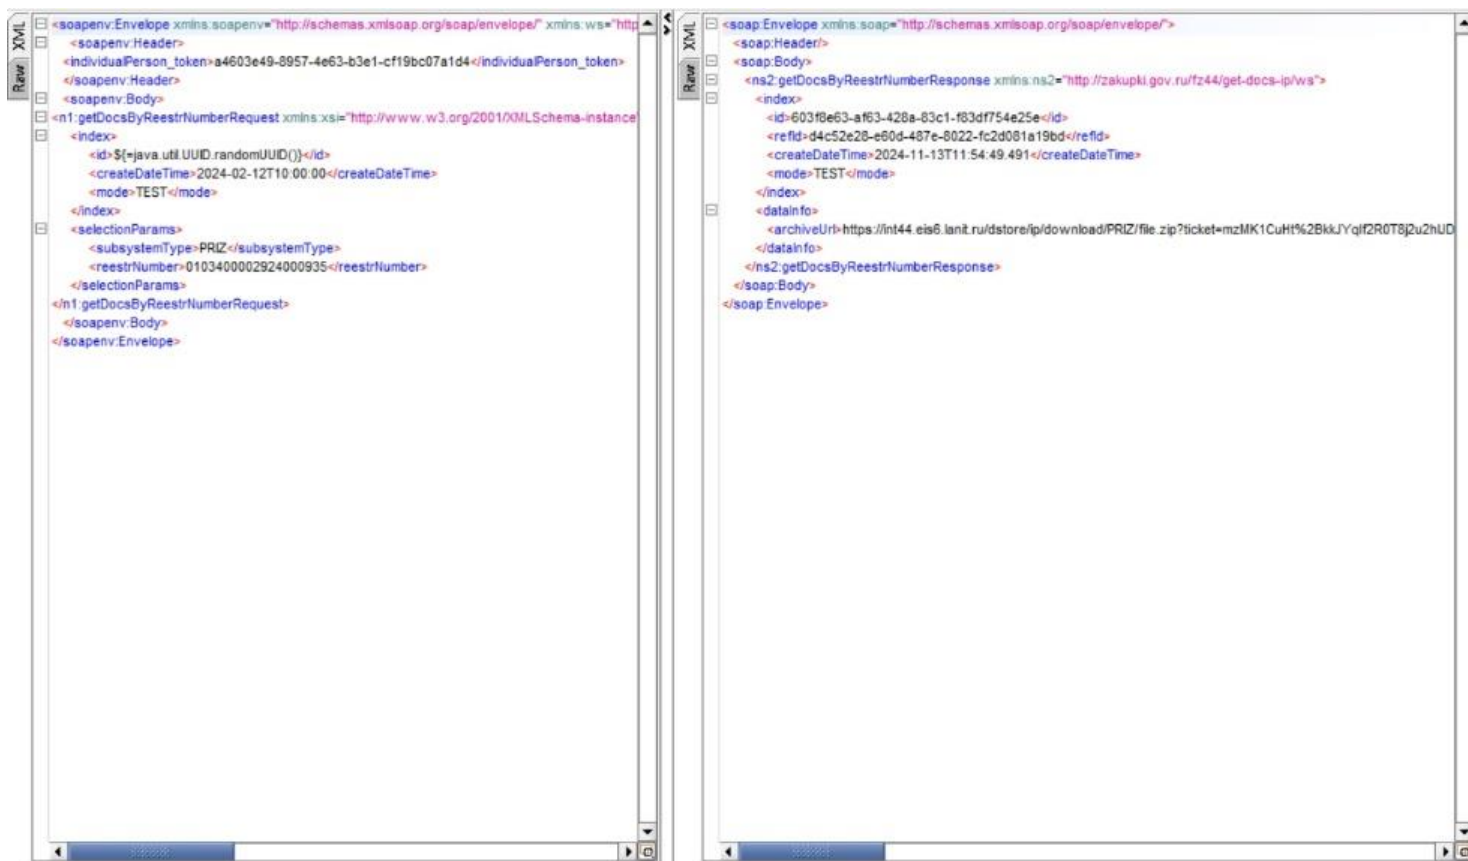 XML
Raw
<soapenv:Envelope xmlns:soapenv="http://schemas.xmlsoap.org/soap/envelope/" xmlns:ws="http
<soapenv:Header>
<individualPerson_token>a4603e49-8957-4e63-b3e1-cf19bc07a1d4</individualPerson_token>
</soapenv:Header>
<soapenv:Body>
<n1:getDocsByReestrNumberRequest xmlns:xsi="http://www.w3.org/2001/XMLSchema-instance"
<index>
<id>${=java.util.UUID.randomUUID()}</id>
<createDateTime>2024-02-12T10:00:00</createDateTime>
<mode>TEST</mode>
</index>
<selectionParams>
<subsystemType>PRIZ</subsystemType>
<reestrNumber>0103400002924000935</reestrNumber>
</selectionParams>
</n1:getDocsByReestrNumberRequest>
</soapenv:Body>
</soapenv:Envelope>
XML
Raw
<soap:Envelope xmlns:soap="http://schemas.xmlsoap.org/soap/envelope/">
<soap:Header/>
<soap:Body>
<ns2:getDocsByReestrNumberResponse xmlns:ns2="http://zakupki.gov.ru/fz44/get-docs-ip/ws">
<index>
<id>603f8e63-af63-428a-83c1-f83df754e25e</id>
<refId>d4c52e28-e60d-487e-8022-fc2d081a19bd</refId>
<createDateTime>2024-11-13T11:54:49.491</createDateTime>
<mode>TEST</mode>
</index>
<dataInfo>
<archiveUrl>https://int44.eis6.lanit.ru/dstore/ip/download/PRIZ/file.zip?ticket=mzMK1CuHt%2BkkJYqlf2R0T8j2u2hUD
</dataInfo>
</ns2:getDocsByReestrNumberResponse>
</soap:Body>
</soap:Envelope>